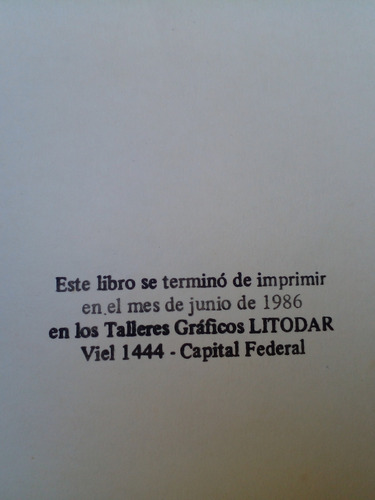 Este libro se terminó de imprimir
en el mes de junio de 1986
en los Talleres Gráficos LITODAR
Viel 1444 - Capital Federal